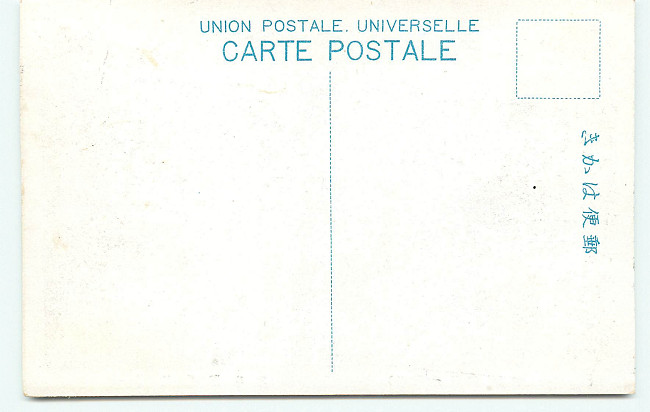 UNION POSTALE. UNIVERSELLE
CARTE POSTALE
郵便はかき